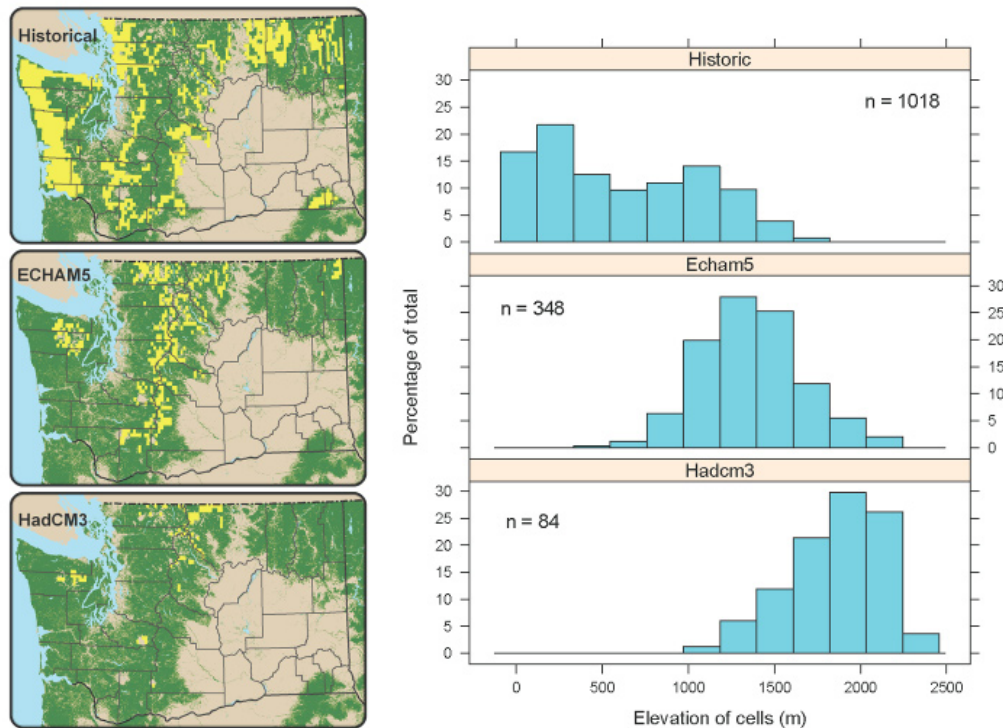 Historical
ECHAM5
HadCM3
Historic
n = 1018
30
25
20
15
10
5
0
Echam5
n = 348
30
25
20
15
10
5
0
Hadcm3
n = 84
30
25
20
15
10
5
0
Percentage of total
0 500 1000 1500 2000 2500
Elevation of cells (m)